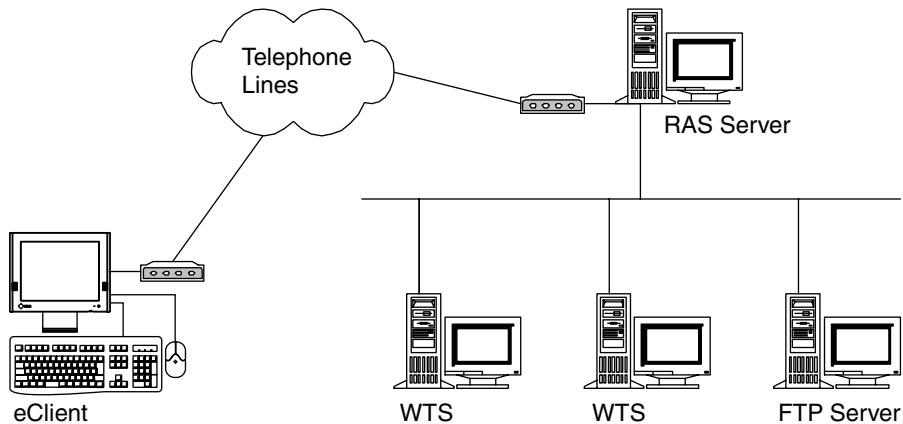 Telephone
Lines
RAS Server
eClient
WTS
WTS
FTP Server